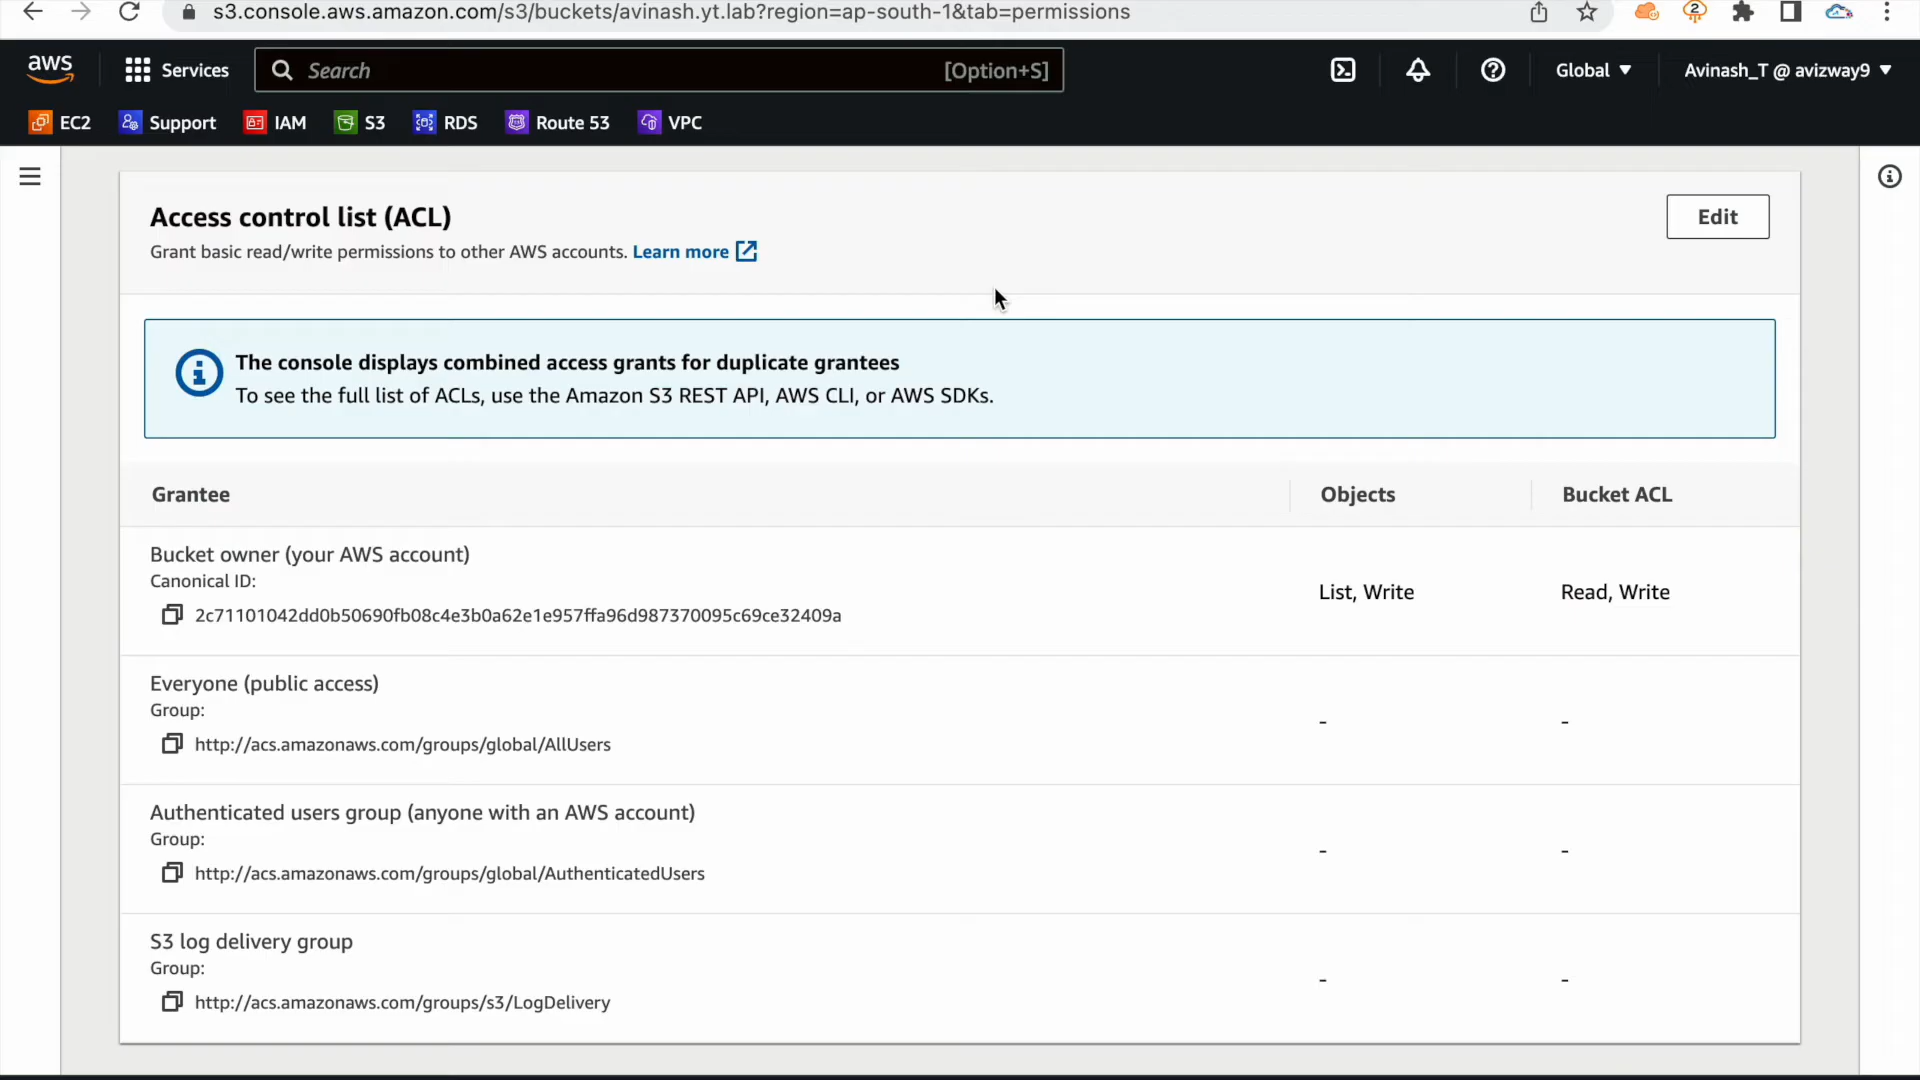 s3.console.aws.amazon.com/s3/buckets/avinash.yt.lab?region=ap-south-1&tab=permissions
2
aws
Services
Search
[Option+S]
Global
Avinash_T @ avizway9
EC2
Support
IAM
S3
RDS
Route 53
VPC
Access control list (ACL)
Edit
Grant basic read/write permissions to other AWS accounts. Learn more
The console displays combined access grants for duplicate grantees
To see the full list of ACLs, use the Amazon S3 REST API, AWS CLI, or AWS SDKs.
Grantee
Objects
Bucket ACL
Bucket owner (your AWS account)
Canonical ID:
2c71101042dd0b50690fb08c4e3b0a62e1e957ffa96d987370095c69ce32409a
List, Write
Read, Write
Everyone (public access)
Group:
http://acs.amazonaws.com/groups/global/AllUsers
-
-
Authenticated users group (anyone with an AWS account)
Group:
http://acs.amazonaws.com/groups/global/AuthenticatedUsers
-
-
S3 log delivery group
Group:
http://acs.amazonaws.com/groups/s3/LogDelivery
-
-